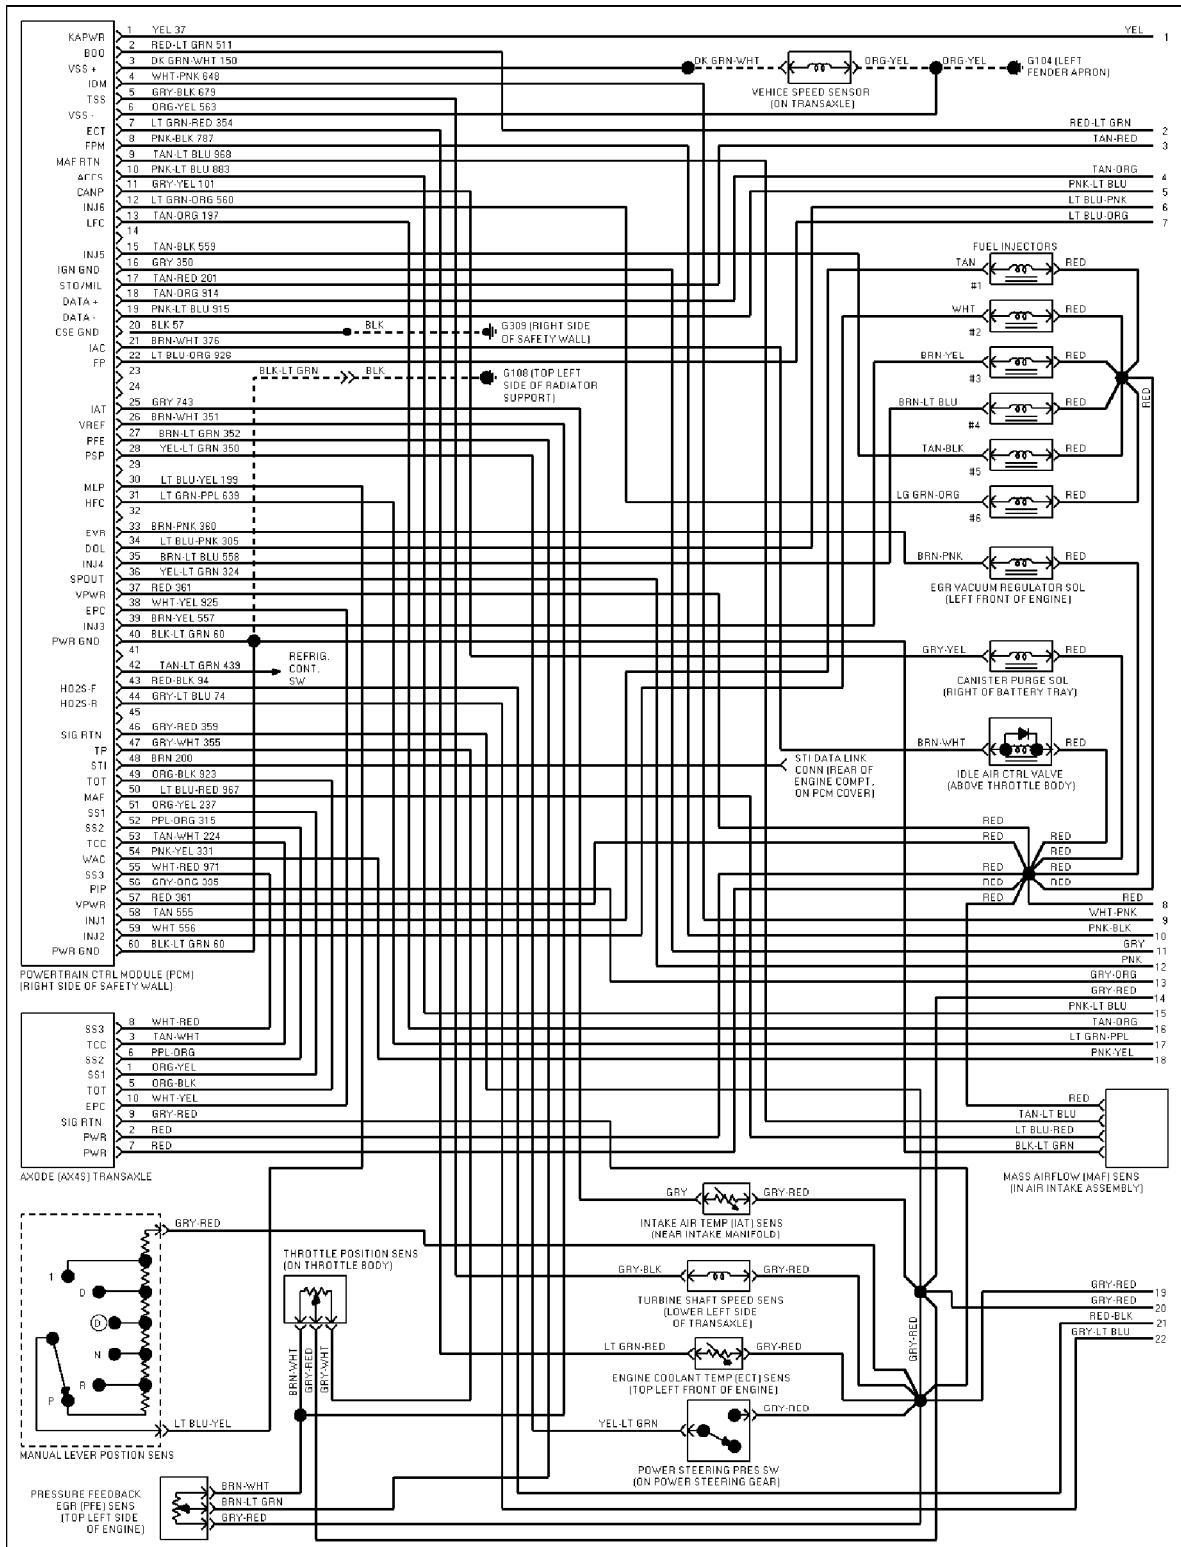 KAPWR 1 YEL 37
BOO 2 RED-LT GRN 511
VSS + 3 DK GRN-WHT 150
IDM 4 WHT-PNK 648
TSS 5 GRY-BLK 679
VSS - 6 ORG-YEL 563
ECT 7 LT GRN-RED 354
FPM 8 PNK-BLK 787
MAF RTN 9 TAN-LT BLU 968
ACCS 10 PNK-LT BLU 883
CANP 11 GRY-YEL 101
INJ6 12 LT GRN-ORG 560
LFC 13 TAN-ORG 197
14
INJ5 15 TAN-BLK 559
IGN GND 16 GRY 350
STO/MIL 17 TAN-RED 201
DATA + 18 TAN-ORG 914
DATA - 19 PNK-LT BLU 915
CSE GND 20 BLK 57
IAC 21 BRN-WHT 376
FP 22 LT BLU-ORG 926
23
24
IAT 25 GRY 743
VREF 26 BRN-WHT 351
PFE 27 BRN-LT GRN 352
PSP 28 YEL-LT GRN 350
29
MLP 30 LT BLU-YEL 199
HFC 31 LT GRN-PPL 639
32
EVR 33 BRN-PNK 360
DOL 34 LT BLU-PNK 305
INJ4 35 BRN-LT BLU 558
SPOUT 36 YEL-LT GRN 324
VPWR 37 RED 361
EPC 38 WHT-YEL 925
INJ3 39 BRN-YEL 557
PWR GND 40 BLK-LT GRN 60
41
42 TAN-LT GRN 439
HO2S-F 43 RED-BLK 94
HO2S-R 44 GRY-LT BLU 74
45
SIG RTN 46 GRY-RED 359
TP 47 GRY-WHT 355
STI 48 BRN 200
TOT 49 ORG-BLK 923
MAF 50 LT BLU-RED 967
SS1 51 ORG-YEL 237
SS2 52 PPL-ORG 315
TCC 53 TAN-WHT 224
WAC 54 PNK-YEL 331
SS3 55 WHT-RED 971
PIP 56 GRY-ORG 395
VPWR 57 RED 361
INJ1 58 TAN 555
INJ2 59 WHT 556
PWR GND 60 BLK-LT GRN 60
POWERTRAIN CTRL MODULE (PCM)
(RIGHT SIDE OF SAFETY WALL)
SS3 8 WHT-RED
TCC 3 TAN-WHT
SS2 6 PPL-ORG
SS1 1 ORG-YEL
TOT 5 ORG-BLK
EPC 10 WHT-YEL
SIG RTN 9 GRY-RED
PWR 2 RED
PWR 7 RED
AXODE (AX4S) TRANSAXLE
GRY-RED
1
D
D
N
R
P
LT BLU-YEL
MANUAL LEVER POSTION SENS
PRESSURE FEEDBACK
EGR (PFE) SENS
(TOP LEFT SIDE
OF ENGINE)
BRN-WHT
BRN-LT GRN
GRY-RED
THROTTLE POSITION SENS
(ON THROTTLE BODY)
BRN-WHT
GRY-RED
GRY-WHT
BLK
G309 (RIGHT SIDE
OF SAFETY WALL)
BLK-LT GRN
BLK
G108 (TOP LEFT
SIDE OF RADIATOR
SUPPORT)
REFRIG.
CONT.
SW
STI DATA LINK
CONN (REAR OF
ENGINE COMPT,
ON PCM COVER)
DK GRN-WHT
ORG-YEL
ORG-YEL
G104 (LEFT
FENDER APRON)
VEHICE SPEED SENSOR
(ON TRANSAXLE)
YEL 1
RED-LT GRN 2
TAN-RED 3
TAN-ORG 4
PNK-LT BLU 5
LT BLU-PNK 6
LT BLU-ORG 7
FUEL INJECTORS
TAN #1 RED
WHT #2 RED
BRN-YEL #3 RED
BRN-LT BLU #4 RED
TAN-BLK #5 RED
LG GRN-ORG #6 RED
RED
BRN-PNK RED
EGR VACUUM REGULATOR SOL
(LEFT FRONT OF ENGINE)
GRY-YEL RED
CANISTER PURGE SOL
(RIGHT OF BATTERY TRAY)
BRN-WHT RED
IDLE AIR CTRL VALVE
(ABOVE THROTTLE BODY)
RED
RED RED
RED
RED RED
RED RED
RED
RED 8
WHT-PNK 9
PNK-BLK 10
GRY 11
PNK 12
GRY-ORG 13
GRY-RED 14
PNK-LT BLU 15
TAN-ORG 16
LT GRN-PPL 17
PNK-YEL 18
RED
TAN-LT BLU
LT BLU-RED
BLK-LT GRN
MASS AIRFLOW (MAF) SENS
(IN AIR INTAKE ASSEMBLY)
GRY GRY-RED
INTAKE AIR TEMP (IAT) SENS
(NEAR INTAKE MANIFOLD)
GRY-BLK GRY-RED
TURBINE SHAFT SPEED SENS
(LOWER LEFT SIDE
OF TRANSAXLE)
LT GRN-RED GRY-RED
ENGINE COOLANT TEMP (ECT) SENS
(TOP LEFT FRONT OF ENGINE)
YEL-LT GRN GRY-RED
POWER STEERING PRES SW
(ON POWER STEERING GEAR)
GRY-RED
GRY-RED 19
GRY-RED 20
RED-BLK 21
GRY-LT BLU 22